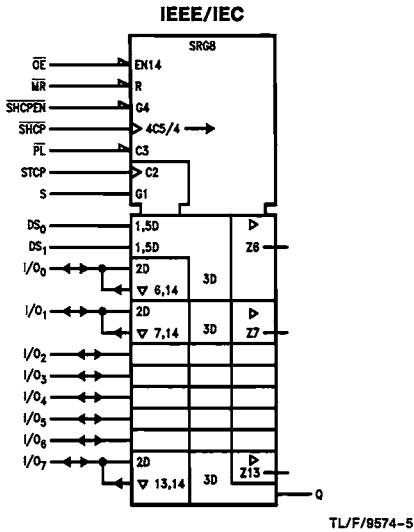 IEEE/IEC
SRG8
OE EN14
MR R
SHCPEN G4
SHCP 4C5/4
PL C3
STCP C2
S G1
DS0 1,5D
DS1 1,5D Z6
I/O0 2D 3D
6,14
I/O1 2D 3D
7,14 Z7
I/O2
I/O3
I/O4
I/O5
I/O6
I/O7 2D 3D
13,14 Z13
Q
TL/F/9574-5